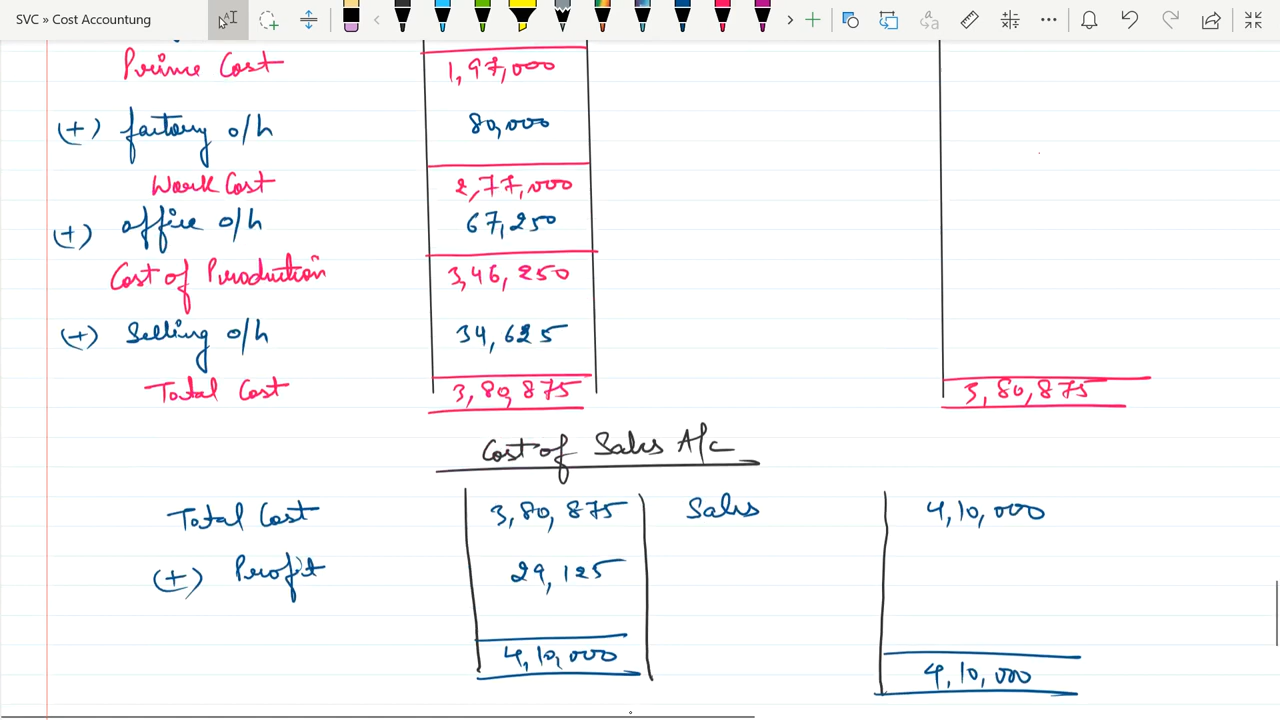 SVC » Cost Accountung
Prime Cost 1,97,000
(+) factory o/h 80,000
Work Cost 2,77,000
(+) office o/h 67,250
Cost of Production 3,46,250
(+) Selling o/h 34,625
Total Cost 3,80,875 3,80,875
Cost of Sales A/c
Total Cost 3,80,875 Sales 4,10,000
(+) Profit 29,125
4,10,000 4,10,000